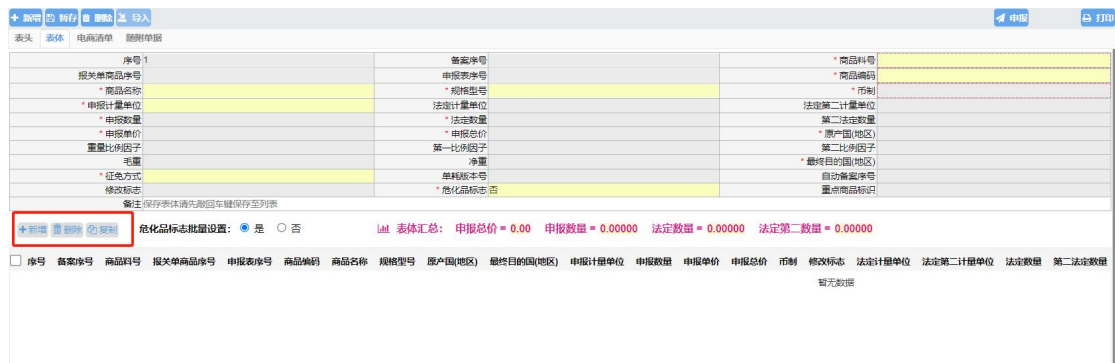 新增 暂存 删除 导入 申报 打印
表头 表体 电商清单 随附单据
序号 1 备案序号 * 商品料号
报关单商品序号 申报表序号 * 商品编码
* 商品名称 * 规格型号 * 币制
* 申报计量单位 法定计量单位 法定第二计量单位
* 申报数量 * 法定数量 第二法定数量
* 申报单价 * 申报总价 * 原产国(地区)
重量比例因子 第一比例因子 第二比例因子
毛重 净重 * 最终目的国(地区)
* 征免方式 单耗版本号 自动备案序号
修改标志 * 危化品标志 否 重点商品标识
备注 保存表体请先敲回车键保存至列表
新增 删除 复制 危化品标志批量设置: 是 否 表体汇总: 申报总价 = 0.00 申报数量 = 0.00000 法定数量 = 0.00000 法定第二数量 = 0.00000
序号 备案序号 商品料号 报关单商品序号 申报表序号 商品编码 商品名称 规格型号 原产国(地区) 最终目的国(地区) 申报计量单位 申报数量 申报单价 申报总价 币制 修改标志 法定计量单位 法定第二计量单位 法定数量 第二法定数量
暂无数据